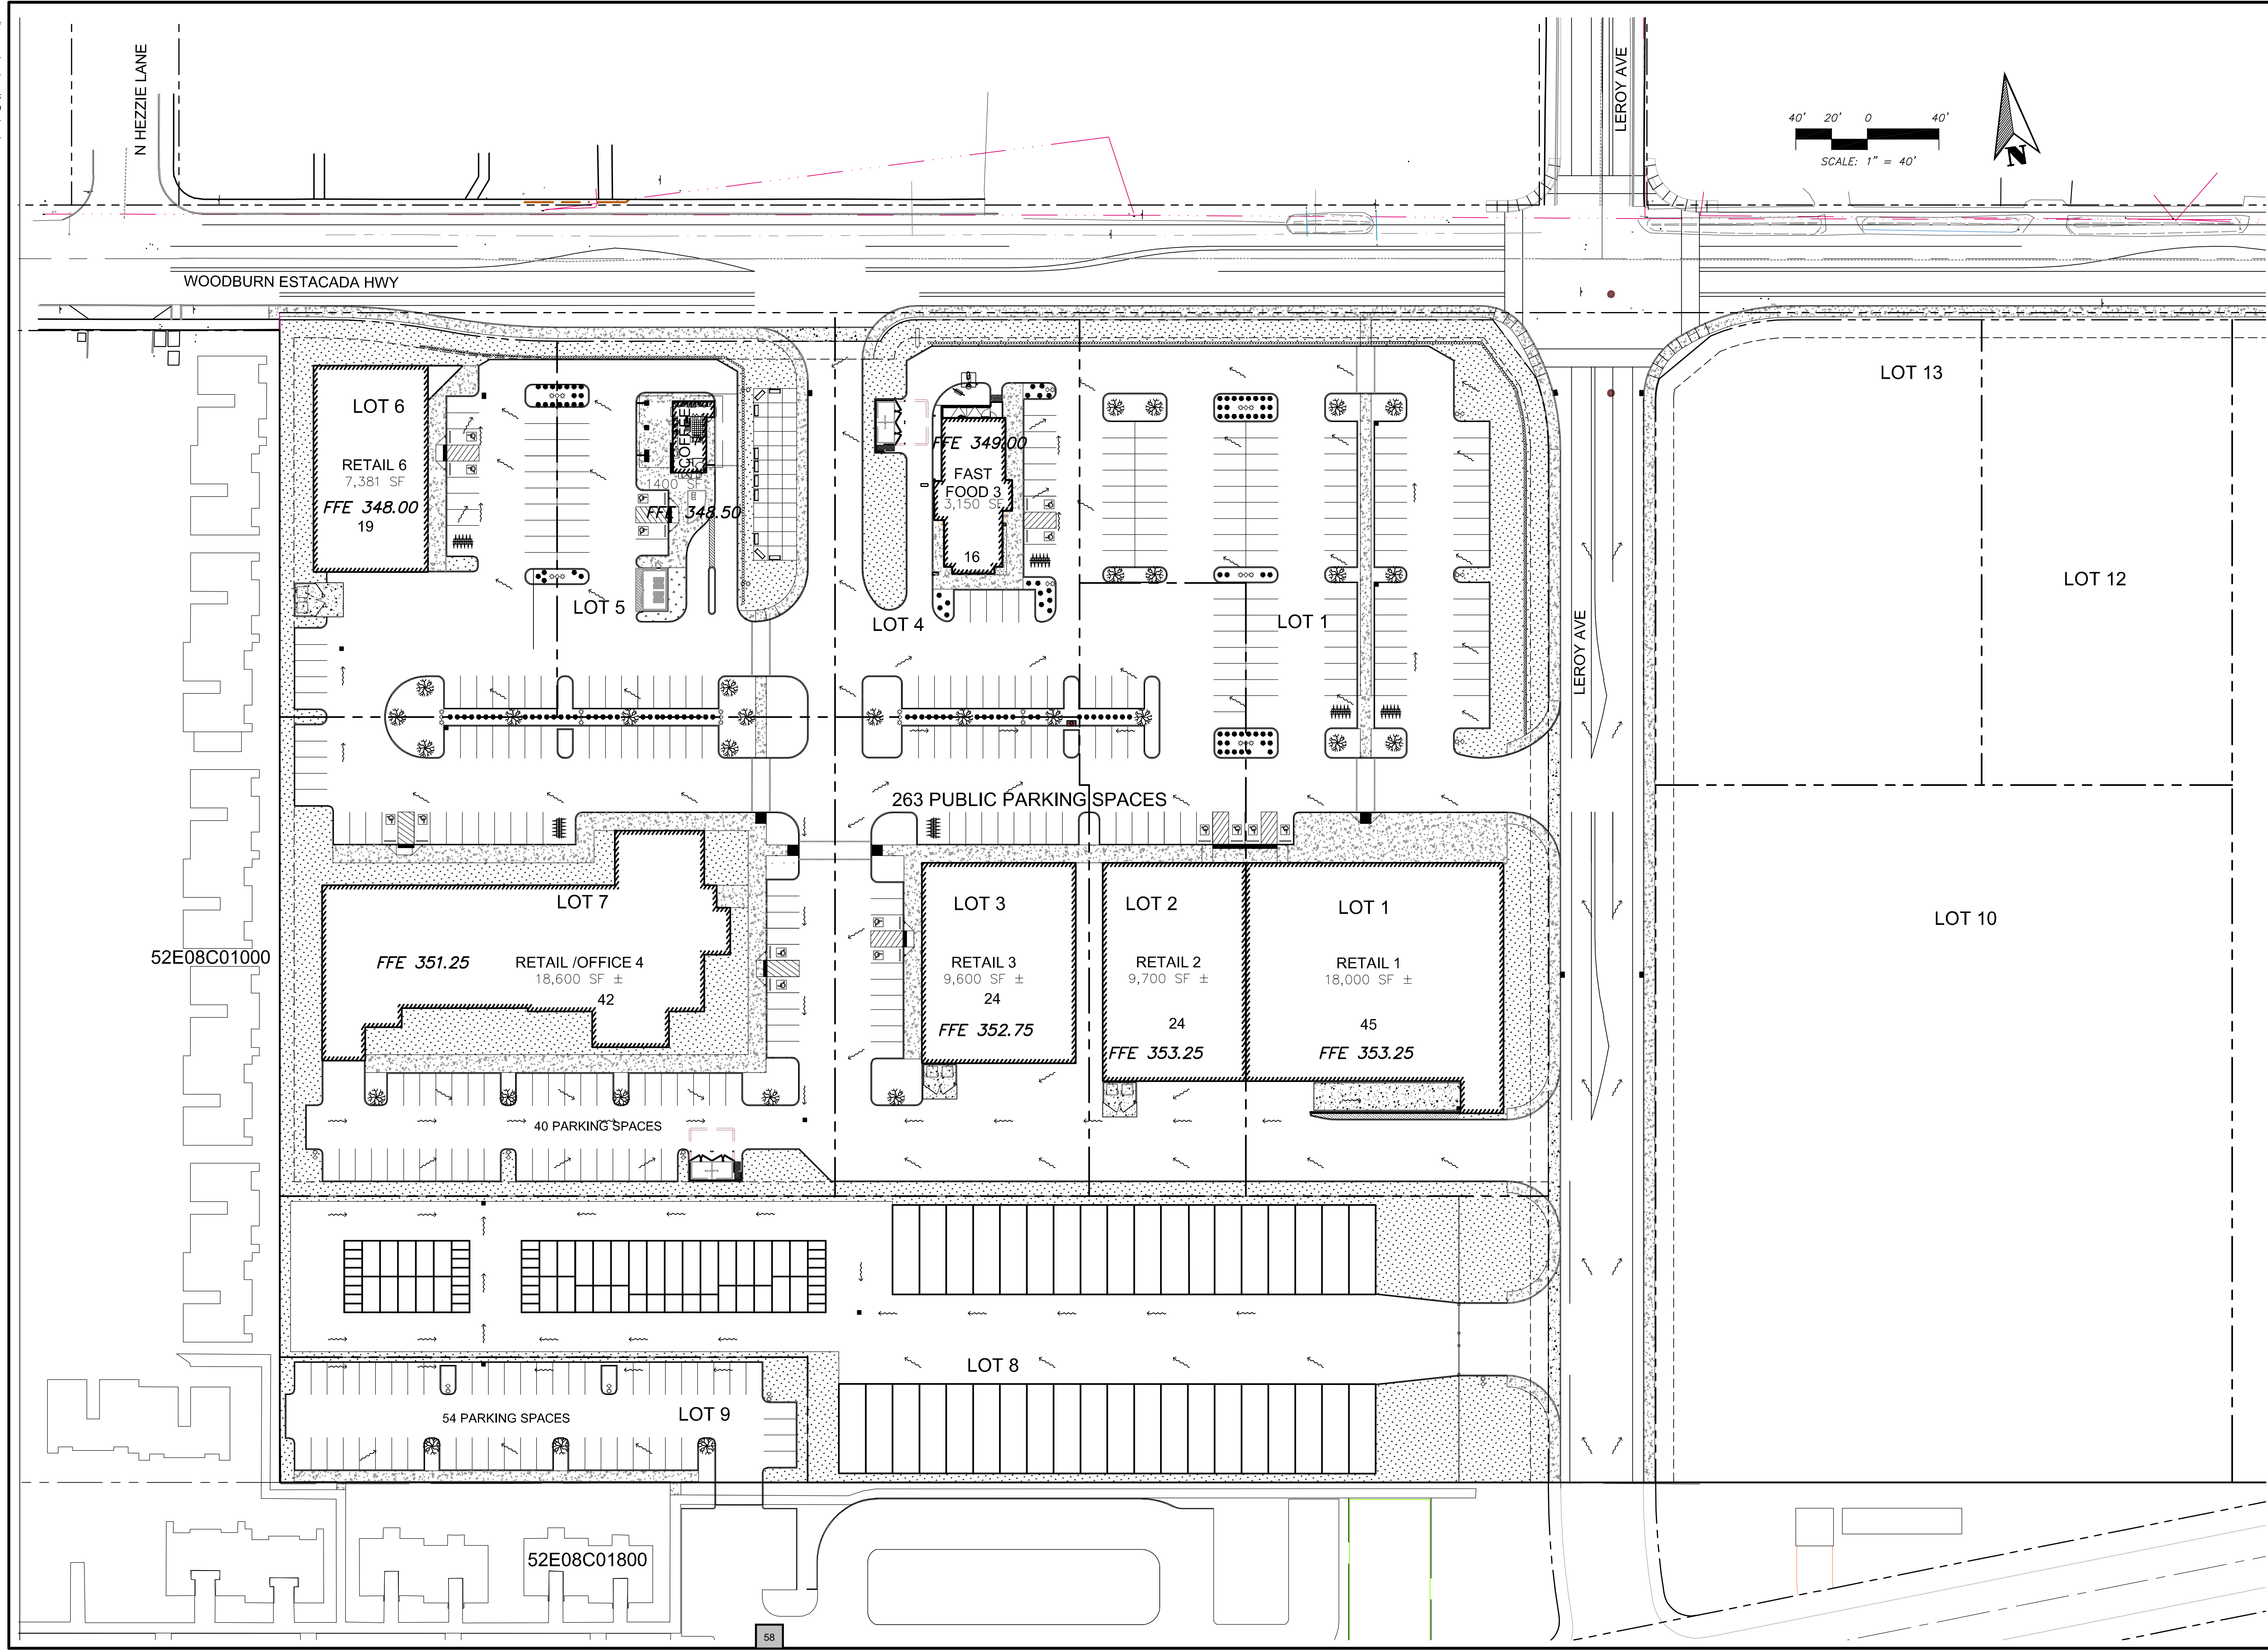 N HEZZIE LANE
LEROY AVE
40' 20' 0 40'
SCALE: 1" = 40'
N
WOODBURN ESTACADA HWY
LOT 6
RETAIL 6
7,381 SF
FFE 348.00
19
COFFEE
1400 SF
FFE 348.50
LOT 5
FFE 349.00
FAST
FOOD 3
3,150 SF
16
LOT 4
LOT 1
LEROY AVE
LOT 13
LOT 12
263 PUBLIC PARKING SPACES
LOT 7
FFE 351.25
RETAIL /OFFICE 4
18,600 SF ±
42
LOT 3
RETAIL 3
9,600 SF ±
24
FFE 352.75
LOT 2
RETAIL 2
9,700 SF ±
24
FFE 353.25
LOT 1
RETAIL 1
18,000 SF ±
45
FFE 353.25
LOT 10
52E08C01000
40 PARKING SPACES
LOT 8
54 PARKING SPACES
LOT 9
52E08C01800
58